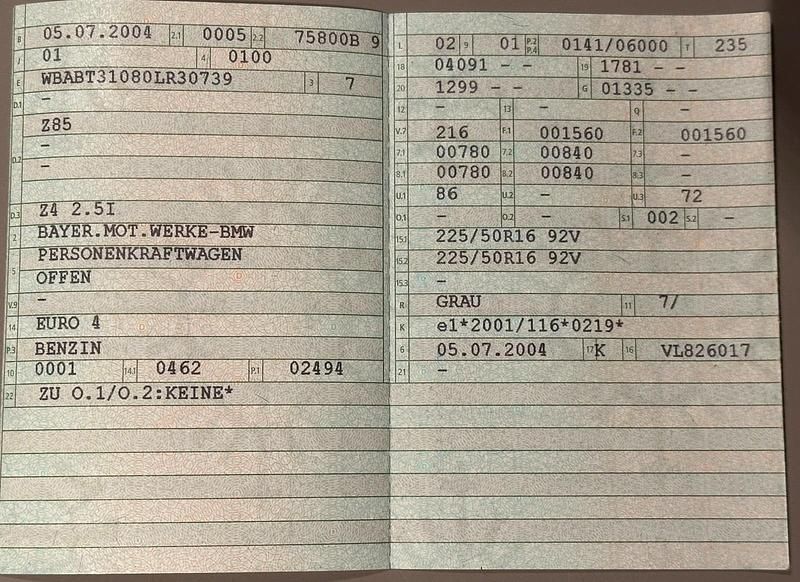 B 05.07.2004 2.1 0005 2.2 75800B 9
J 01 4 0100
E WBABT31080LR30739 3 7
D.1 –
Z85
–
D.2 –
D.3 Z4 2.5I
2 BAYER.MOT.WERKE-BMW
PERSONENKRAFTWAGEN
5 OFFEN
V.9 –
14 EURO 4
P.3 BENZIN
10 0001 14.1 0462 P.1 02494
22 ZU O.1/O.2:KEINE*
L 02 9 01 P.2 P.4 0141/06000 T 235
18 04091 – – 19 1781 – –
20 1299 – – G 01335 – –
12 – 13 – Q –
V.7 216 F.1 001560 F.2 001560
7.1 00780 7.2 00840 7.3 –
8.1 00780 8.2 00840 8.3 –
U.1 86 U.2 – U.3 72
O.1 – O.2 – S.1 002 S.2 –
15.1 225/50R16 92V
15.2 225/50R16 92V
15.3 –
R GRAU 11 7/
K e1*2001/116*0219*
6 05.07.2004 17 K 16 VL826017
21 –